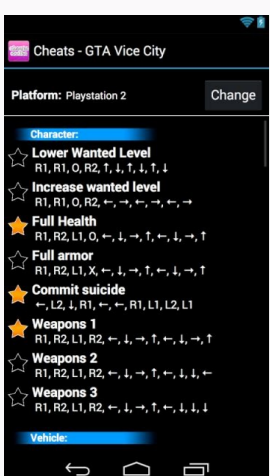 Cheats - GTA Vice City
Platform: Playstation 2
Change
Character:
Lower Wanted Level
R1, R1, O, R2, ↑, ↓, ↑, ↓, ↑, ↓
Increase wanted level
R1, R1, O, R2, ←, →, ←, →, ←, →
Full Health
R1, R2, L1, O, ←, ↓, →, ↑, ←, ↓, →, ↑
Full armor
R1, R2, L1, X, ←, ↓, →, ↑, ←, ↓, →, ↑
Commit suicide
←, L2, ↓, R1, ←, ←, R1, L1, L2, L1
Weapons 1
R1, R2, L1, R2, ←, ↓, →, ↑, ←, ↓, →, ↑
Weapons 2
R1, R2, L1, R2, ←, ↓, →, ↑, ←, ↓, ↓, ←
Weapons 3
R1, R2, L1, R2, ←, ↓, →, ↑, ←, ↓, ↓, ↓
Vehicle: